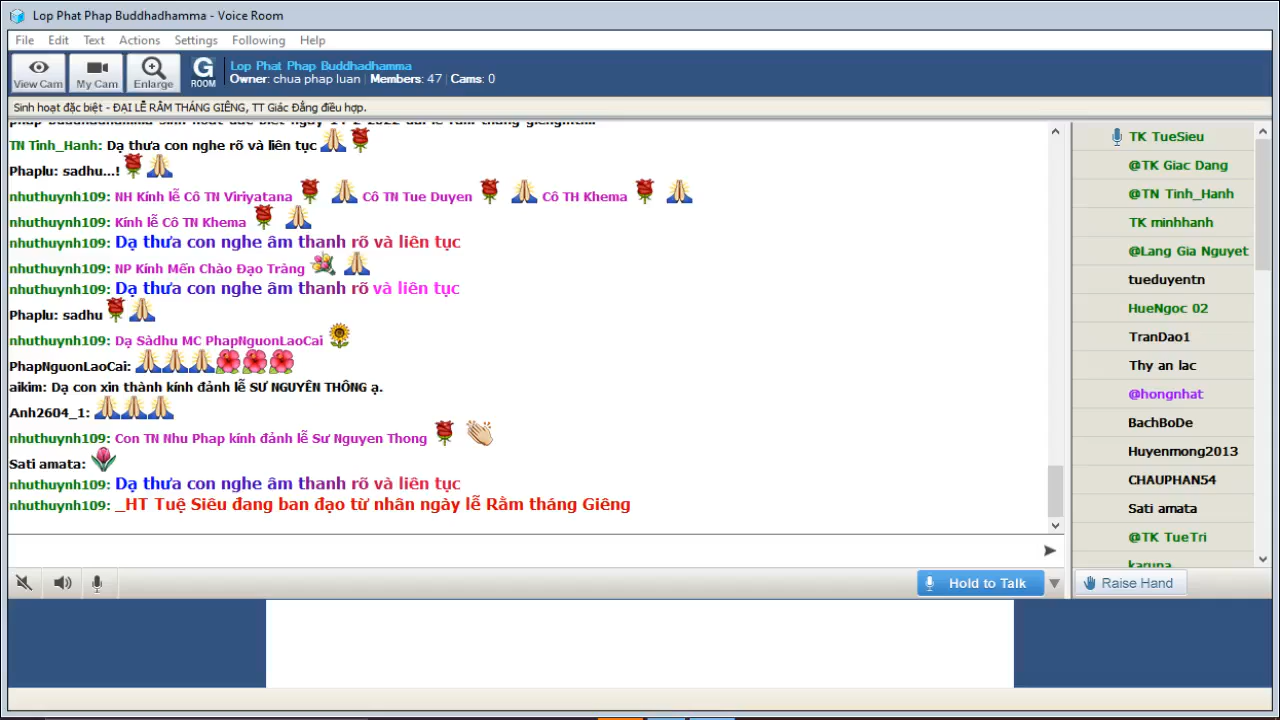 Lop Phat Phap Buddhadhamma - Voice Room
File Edit Text Actions Settings Following Help
View Cam My Cam Enlarge G ROOM
Lop Phat Phap Buddhadhamma
Owner: chua phap luan | Members: 47 | Cams: 0
Sinh hoạt đặc biệt - ĐẠI LỄ RẰM THÁNG GIÊNG, TT Giác Đẳng điều hợp.
TN Tinh_Hanh: Dạ thưa con nghe rõ và liên tục
Phaplu: sadhu...!
nhuthuynh109: NH Kính lễ Cô TN Viriyatana Cô TN Tue Duyen Cô TH Khema
nhuthuynh109: Kính lễ Cô TN Khema
nhuthuynh109: Dạ thưa con nghe âm thanh rõ và liên tục
nhuthuynh109: NP Kính Mến Chào Đạo Tràng
nhuthuynh109: Dạ thưa con nghe âm thanh rõ và liên tục
Phaplu: sadhu
nhuthuynh109: Dạ Sàdhu MC PhapNguonLaoCai
PhapNguonLaoCai:
aikim: Dạ con xin thành kính đảnh lễ SƯ NGUYÊN THÔNG ạ.
Anh2604_1:
nhuthuynh109: Con TN Nhu Phap kính đảnh lễ Sư Nguyen Thong
Sati amata:
nhuthuynh109: Dạ thưa con nghe âm thanh rõ và liên tục
nhuthuynh109: _HT Tuệ Siêu đang ban đạo từ nhân ngày lễ Rằm tháng Giêng
TK TueSieu
@TK Giac Dang
@TN Tinh_Hanh
TK minhhanh
@Lang Gia Nguyet
tueduyentn
HueNgoc 02
TranDao1
Thy an lac
@hongnhat
BachBoDe
Huyenmong2013
CHAUPHAN54
Sati amata
@TK TueTri
karuna
Hold to Talk
Raise Hand